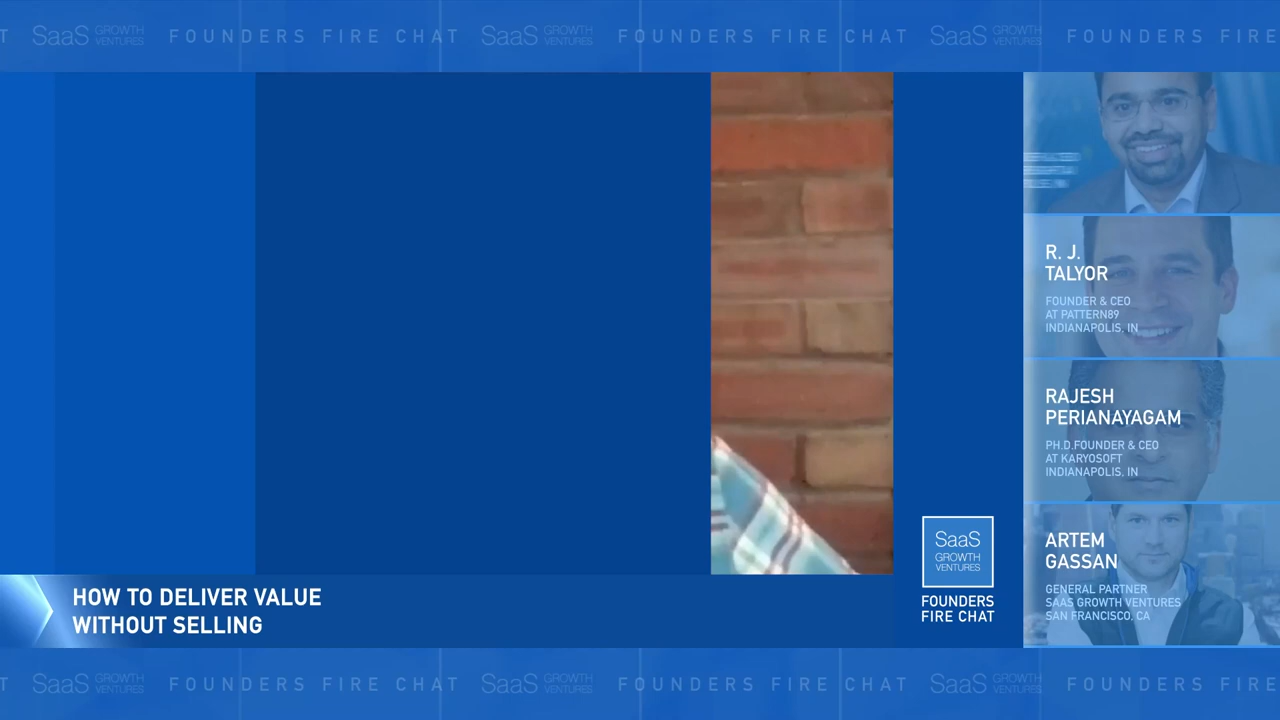 T SaaS GROWTH VENTURES FOUNDERS FIRE CHAT SaaS GROWTH VENTURES FOUNDERS FIRE CHAT SaaS GROWTH VENTURES FOUNDERS FIRE
R. J.
TALYOR
FOUNDER & CEO
AT PATTERN89
INDIANAPOLIS, IN
RAJESH
PERIANAYAGAM
PH.D.FOUNDER & CEO
AT KARYOSOFT
INDIANAPOLIS, IN
ARTEM
GASSAN
GENERAL PARTNER
SAAS GROWTH VENTURES
SAN FRANCISCO, CA
SaaS
GROWTH
VENTURES
FOUNDERS
FIRE CHAT
HOW TO DELIVER VALUE
WITHOUT SELLING
T SaaS GROWTH VENTURES FOUNDERS FIRE CHAT SaaS GROWTH VENTURES FOUNDERS FIRE CHAT SaaS GROWTH VENTURES FOUNDERS FIRE